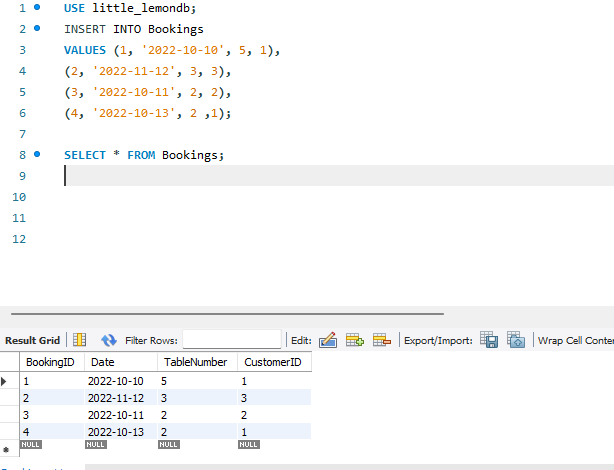 1 USE little_lemondb;
2 INSERT INTO Bookings
3 VALUES (1, '2022-10-10', 5, 1),
4 (2, '2022-11-12', 3, 3),
5 (3, '2022-10-11', 2, 2),
6 (4, '2022-10-13', 2 ,1);
7
8 SELECT * FROM Bookings;
9
10
11
12
Result Grid Filter Rows: Edit: Export/Import: Wrap Cell Conte
BookingID Date TableNumber CustomerID
1 2022-10-10 5 1
2 2022-11-12 3 3
3 2022-10-11 2 2
4 2022-10-13 2 1
NULL NULL NULL NULL